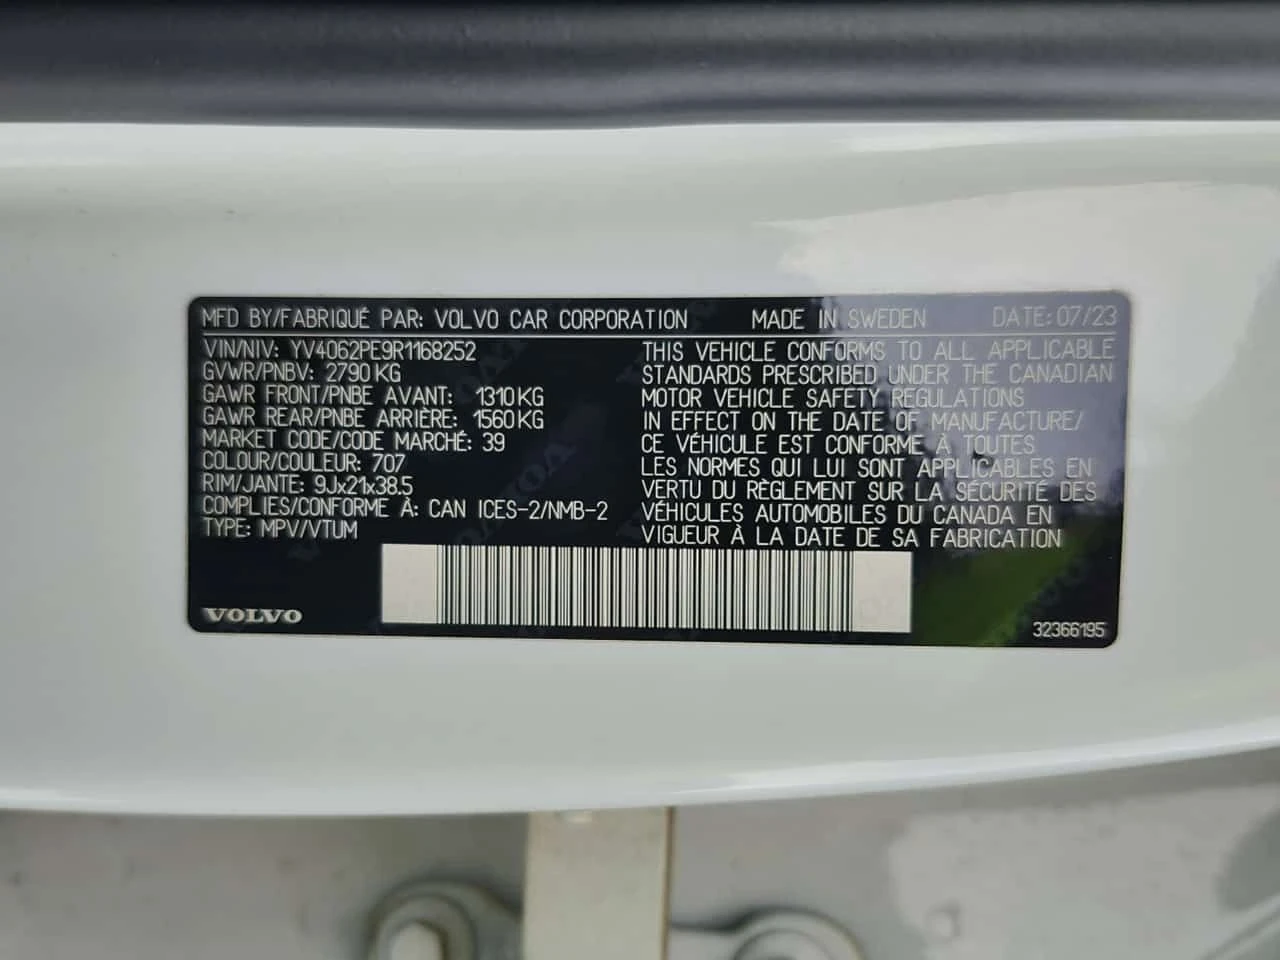 MFD BY/FABRIQUÉ PAR: VOLVO CAR CORPORATION MADE IN SWEDEN DATE: 07/23
VIN/NIV: YV4062PE9R1168252
GVWR/PNBV: 2790 KG
GAWR FRONT/PNBE AVANT: 1310 KG
GAWR REAR/PNBE ARRIÈRE: 1560 KG
MARKET CODE/CODE MARCHÉ: 39
COLOUR/COULEUR: 707
RIM/JANTE: 9Jx21x38.5
COMPLIES/CONFORME À: CAN ICES-2/NMB-2
TYPE: MPV/VTUM
THIS VEHICLE CONFORMS TO ALL APPLICABLE
STANDARDS PRESCRIBED UNDER THE CANADIAN
MOTOR VEHICLE SAFETY REGULATIONS
IN EFFECT ON THE DATE OF MANUFACTURE/
CE VÉHICULE EST CONFORME À TOUTES
LES NORMES QUI LUI SONT APPLICABLES EN
VERTU DU RÈGLEMENT SUR LA SÉCURITÉ DES
VÉHICULES AUTOMOBILES DU CANADA EN
VIGUEUR À LA DATE DE SA FABRICATION
VOLVO
32366195